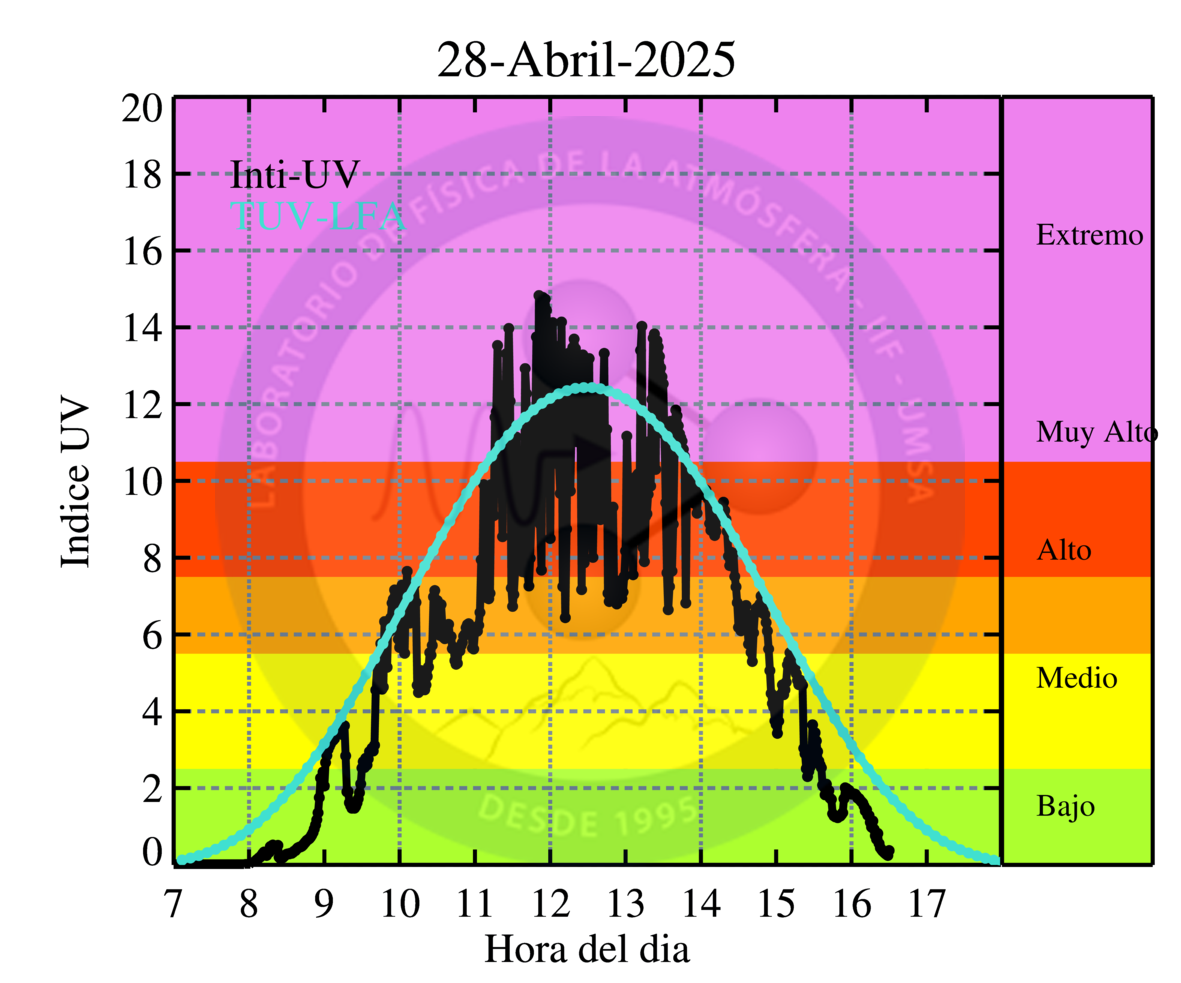 28-Abril-2025
Inti-UV
TUV-LFA
LABORATORIO DE FÍSICA DE LA ATMÓSFERA - IIF - UMSA
DESDE 1995
Extremo
Muy Alto
Alto
Medio
Bajo
Indice UV
20
18
16
14
12
10
8
6
4
2
0
7 8 9 10 11 12 13 14 15 16 17
Hora del dia